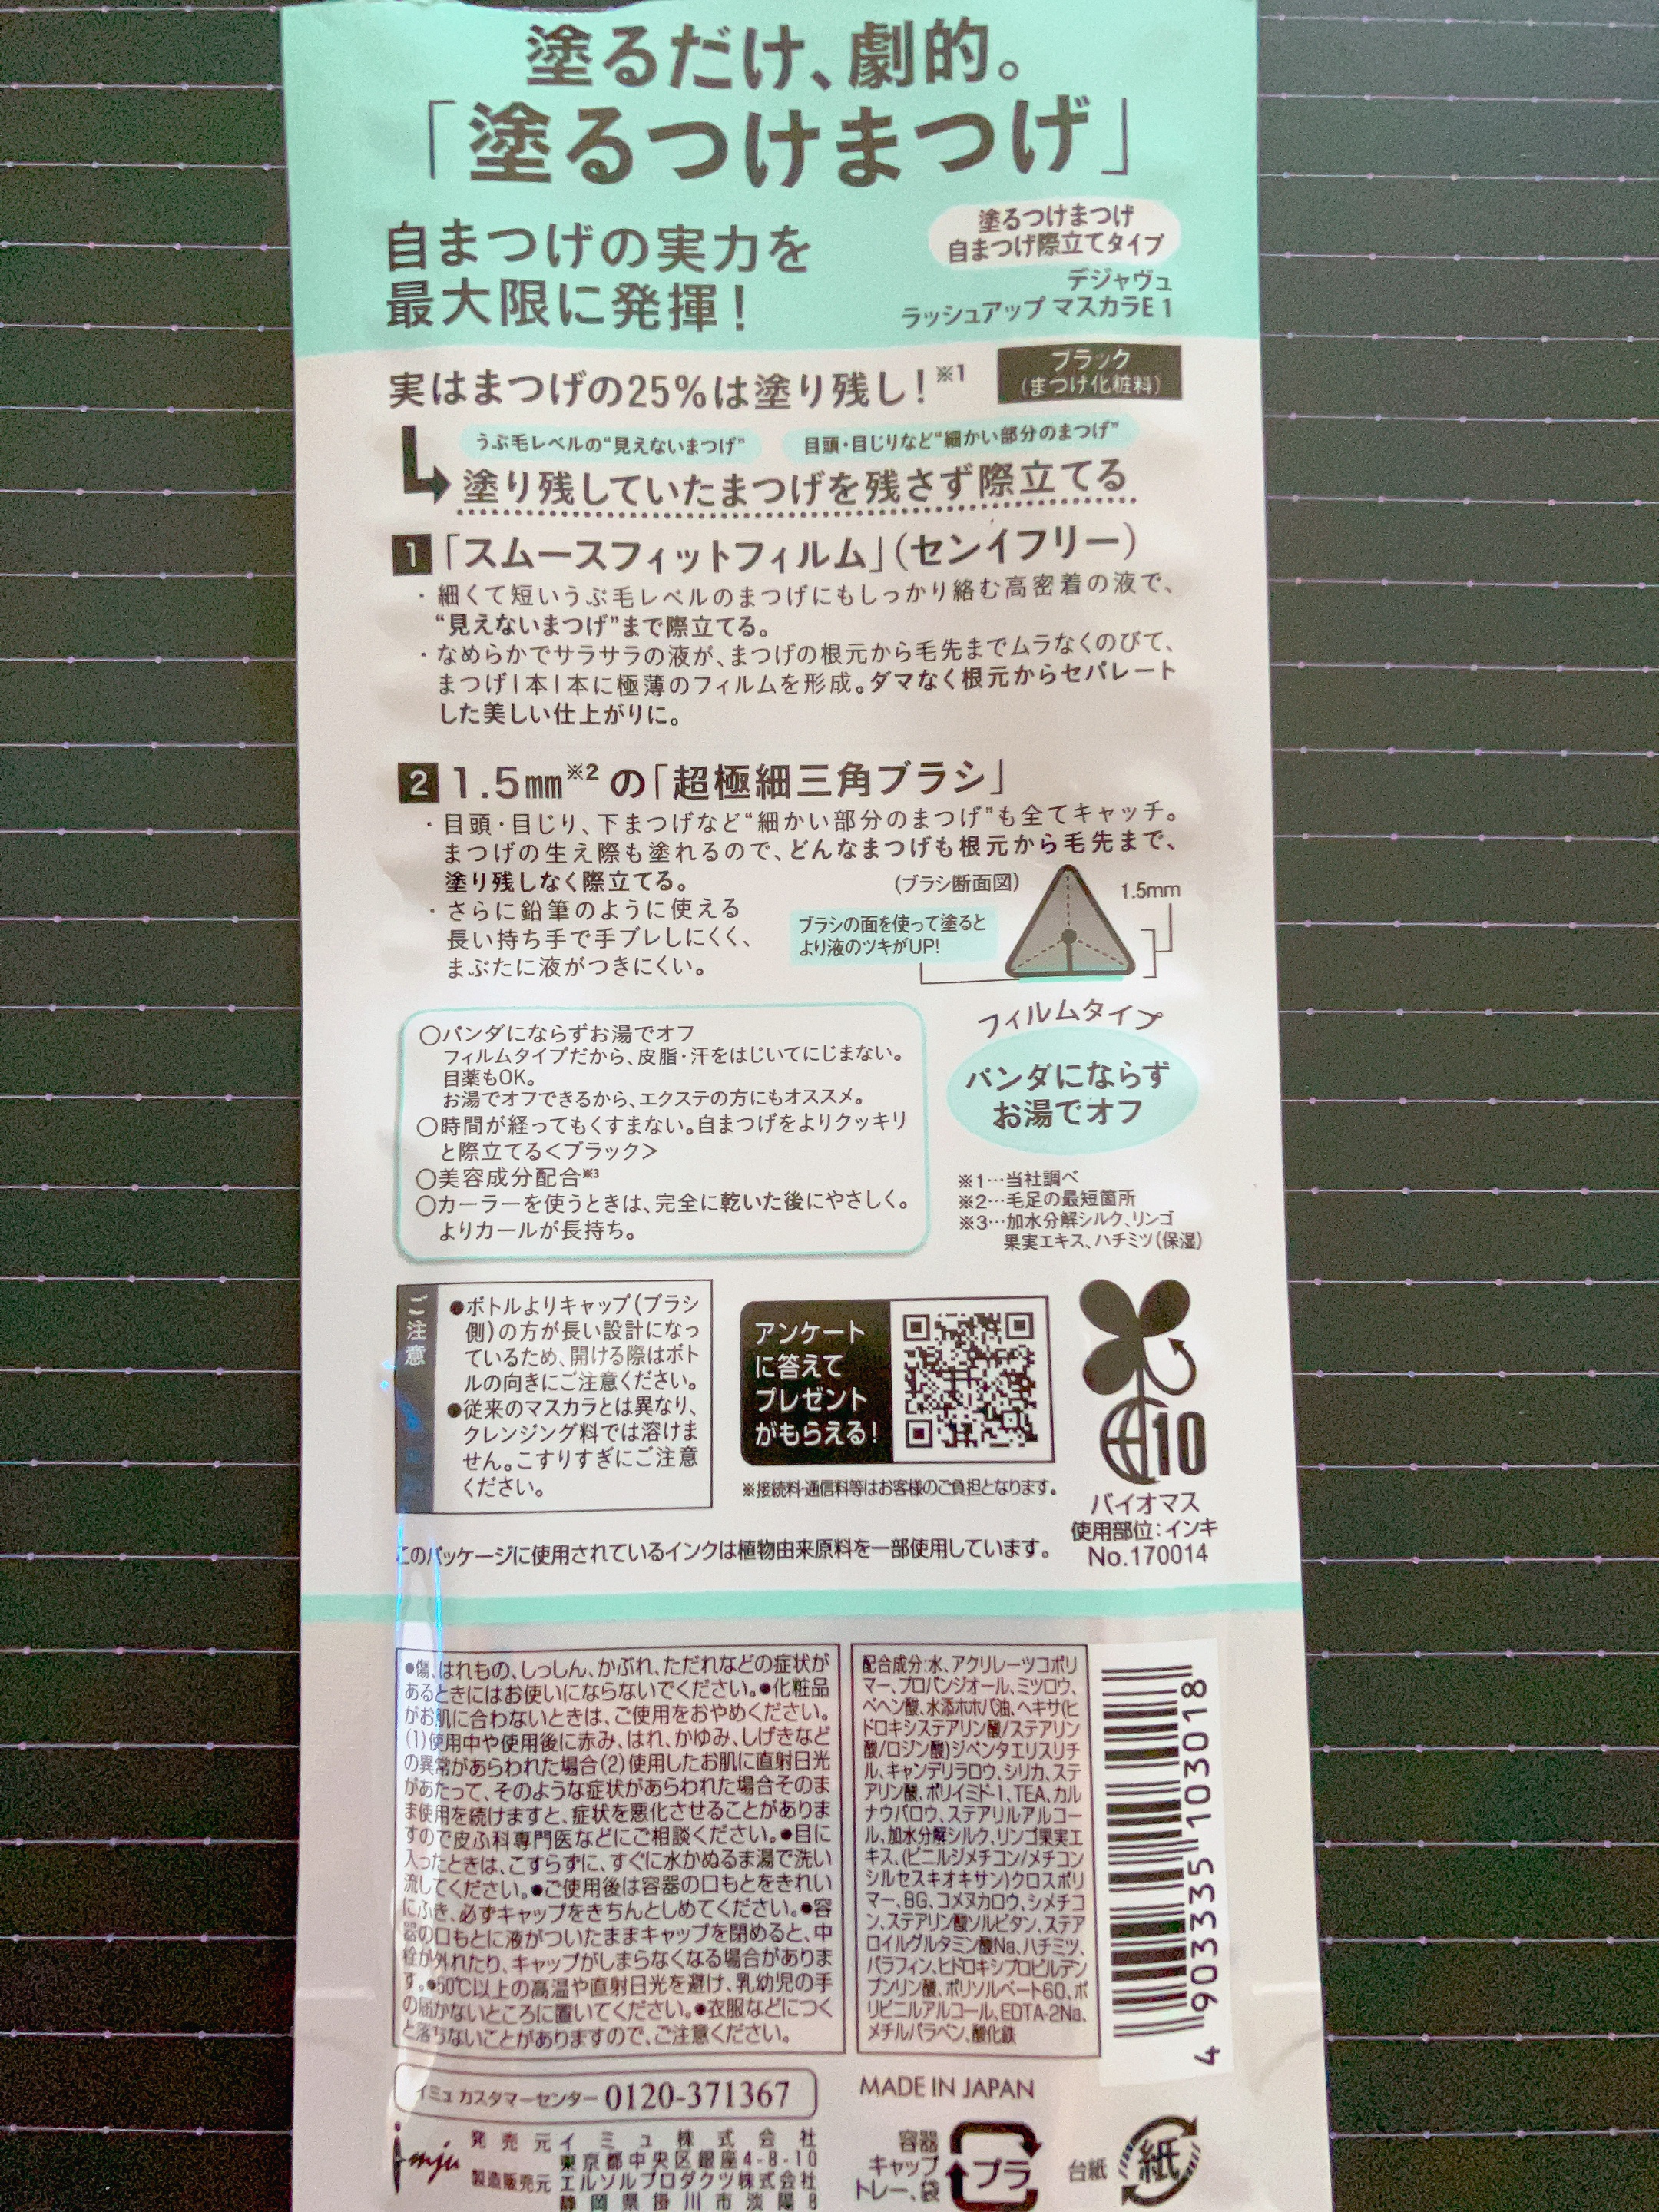 塗るだけ、劇的。
「塗るつけまつげ」
自まつげの実力を
最大限に発揮！
塗るつけまつげ
自まつげ際立てタイプ
デジャヴュ
ラッシュアップ マスカラE 1
ブラック
（まつげ化粧料）
実はまつげの25%は塗り残し！※1
うぶ毛レベルの“見えないまつげ”
目頭・目じりなど“細かい部分のまつげ”
塗り残していたまつげを残さず際立てる
1「スムースフィットフィルム」（センイフリー）
・細くて短いうぶ毛レベルのまつげにもしっかり絡む高密着の液で、
“見えないまつげ”まで際立てる。
・なめらかでサラサラの液が、まつげの根元から毛先までムラなくのびて、
まつげ1本1本に極薄のフィルムを形成。ダマなく根元からセパレート
した美しい仕上がりに。
2 1.5mm※2の「超極細三角ブラシ」
・目頭・目じり、下まつげなど“細かい部分のまつげ”も全てキャッチ。
まつげの生え際も塗れるので、どんなまつげも根元から毛先まで、
塗り残しなく際立てる。
・さらに鉛筆のように使える
長い持ち手で手ブレしにくく、
まぶたに液がつきにくい。
（ブラシ断面図）
1.5mm
ブラシの面を使って塗ると
より液のツキがUP!
○パンダにならずお湯でオフ
フィルムタイプだから、皮脂・汗をはじいてにじまない。
目薬もOK。
お湯でオフできるから、エクステの方にもオススメ。
○時間が経ってもくすまない。自まつげをよりクッキリ
と際立てる＜ブラック＞
○美容成分配合※3
○カーラーを使うときは、完全に乾いた後にやさしく。
よりカールが長持ち。
フィルムタイプ
パンダにならず
お湯でオフ
※1…当社調べ
※2…毛足の最短箇所
※3…加水分解シルク、リンゴ
果実エキス、ハチミツ（保湿）
ご注意
●ボトルよりキャップ（ブラシ
側）の方が長い設計になっ
ているため、開ける際はボト
ルの向きにご注意ください。
●従来のマスカラとは異なり、
クレンジング料では溶けま
せん。こすりすぎにご注意
ください。
アンケート
に答えて
プレゼント
がもらえる！
※接続料・通信料等はお客様のご負担となります。
10
バイオマス
使用部位：インキ
No.170014
このパッケージに使用されているインクは植物由来原料を一部使用しています。
●傷、はれもの、しっしん、かぶれ、ただれなどの症状が
あるときにはお使いにならないでください。●化粧品
がお肌に合わないときは、ご使用をおやめください。
(1)使用中や使用後に赤み、はれ、かゆみ、しげきなど
の異常があらわれた場合(2)使用したお肌に直射日光
があたって、そのような症状があらわれた場合そのま
ま使用を続けますと、症状を悪化させることがありま
すので皮ふ科専門医などにご相談ください。●目に
入ったときは、こすらずに、すぐに水かぬるま湯で洗い
流してください。●ご使用後は容器の口もとをきれい
にふき、必ずキャップをきちんとしめてください。●容
器の口もとに液がついたままキャップを閉めると、中
栓が外れたり、キャップがしまらなくなる場合がありま
す。●50℃以上の高温や直射日光を避け、乳幼児の手
の届かないところに置いてください。●衣服などにつく
と落ちないことがありますので、ご注意ください。
配合成分：水、アクリレーツコポリ
マー、プロパンジオール、ミツロウ、
ベヘン酸、水添ホホバ油、ヘキサ(ヒ
ドロキシステアリン酸/ステアリン
酸/ロジン酸)ジペンタエリスリチ
ル、キャンデリラロウ、シリカ、ステ
アリン酸、ポリイミド-1、TEA、カル
ナウバロウ、ステアリルアルコー
ル、加水分解シルク、リンゴ果実エ
キス、(ビニルジメチコン/メチコン
シルセスキオキサン)クロスポリ
マー、BG、コメヌカロウ、シメチコ
ン、ステアリン酸ソルビタン、ステア
ロイルグルタミン酸Na、ハチミツ、
パラフィン、ヒドロキシプロピルデン
プンリン酸、ポリソルベート60、ポ
リビニルアルコール、EDTA-2Na、
メチルパラベン、酸化鉄
4 903335 103018
イミュ カスタマーセンター 0120-371367
MADE IN JAPAN
imju
発売元 イミュ株式会社
東京都中央区銀座4-8-10
製造販売元 エルソルプロダクツ株式会社
静岡県掛川市淡陽8
容器
キャップ
トレー、袋
プラ
台紙
紙